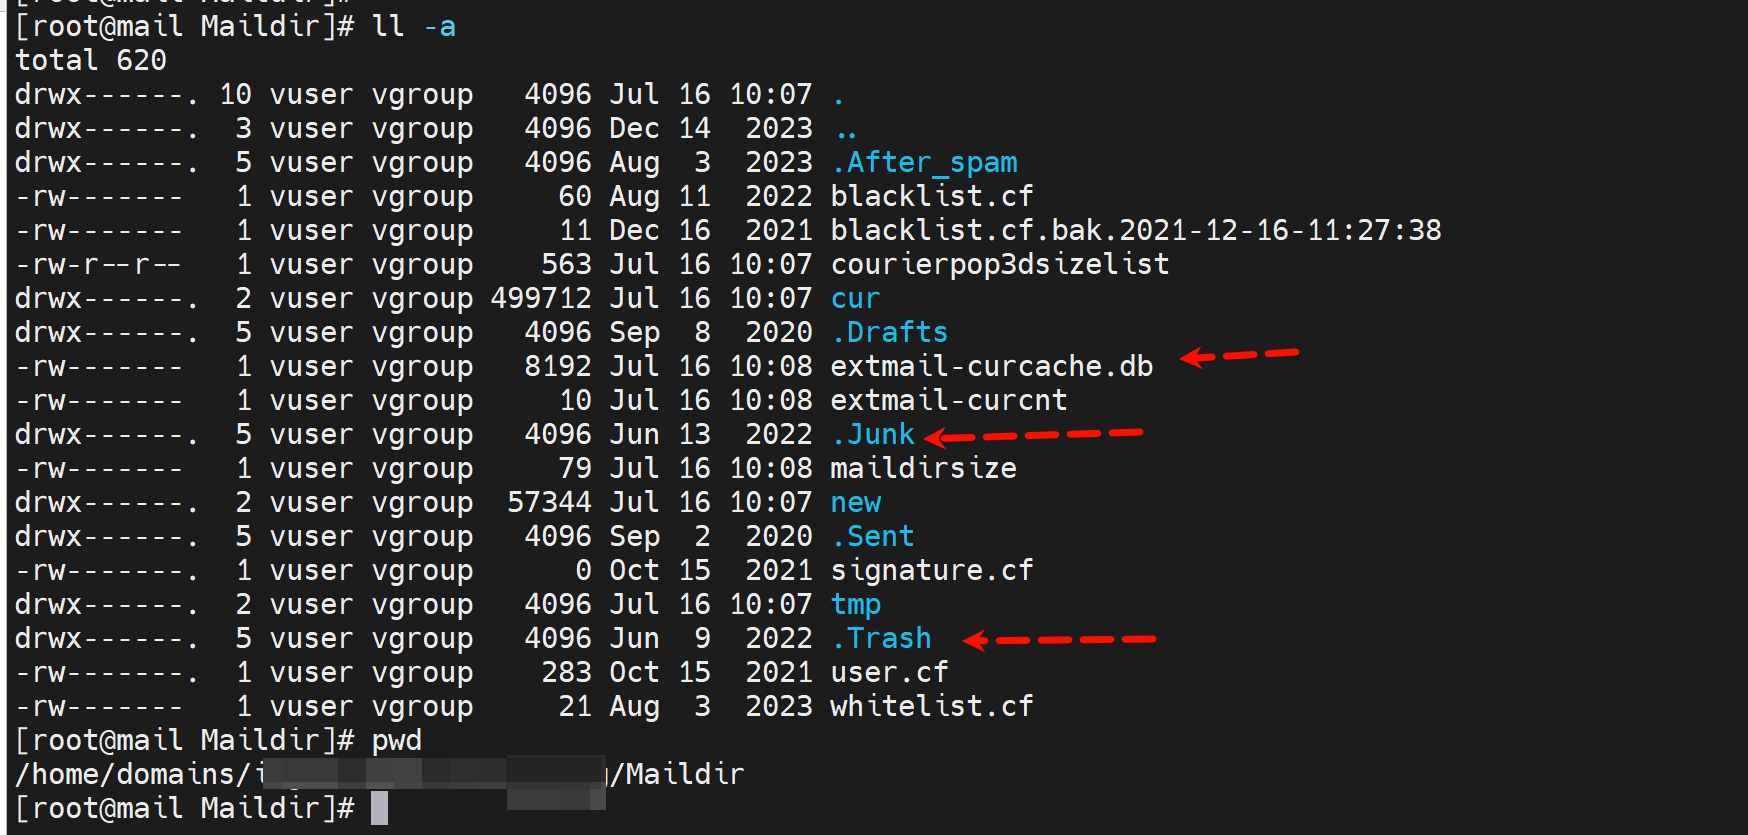 [root@mail Maildir]# ll -a
total 620
drwx------. 10 vuser vgroup   4096 Jul 16 10:07 .
drwx------.  3 vuser vgroup   4096 Dec 14  2023 ..
drwx------.  5 vuser vgroup   4096 Aug  3  2023 .After_spam
-rw-------   1 vuser vgroup     60 Aug 11  2022 blacklist.cf
-rw-------   1 vuser vgroup     11 Dec 16  2021 blacklist.cf.bak.2021-12-16-11:27:38
-rw-r--r--   1 vuser vgroup    563 Jul 16 10:07 courierpop3dsizelist
drwx------.  2 vuser vgroup 499712 Jul 16 10:07 cur
drwx------.  5 vuser vgroup   4096 Sep  8  2020 .Drafts
-rw-------   1 vuser vgroup   8192 Jul 16 10:08 extmail-curcache.db
-rw-------   1 vuser vgroup     10 Jul 16 10:08 extmail-curcnt
drwx------.  5 vuser vgroup   4096 Jun 13  2022 .Junk
-rw-------   1 vuser vgroup     79 Jul 16 10:08 maildirsize
drwx------.  2 vuser vgroup  57344 Jul 16 10:07 new
drwx------.  5 vuser vgroup   4096 Sep  2  2020 .Sent
-rw-------.  1 vuser vgroup      0 Oct 15  2021 signature.cf
drwx------.  2 vuser vgroup   4096 Jul 16 10:07 tmp
drwx------.  5 vuser vgroup   4096 Jun  9  2022 .Trash
-rw-------.  1 vuser vgroup    283 Oct 15  2021 user.cf
-rw-------   1 vuser vgroup     21 Aug  3  2023 whitelist.cf
[root@mail Maildir]# pwd
/home/domains/ /Maildir
[root@mail Maildir]#